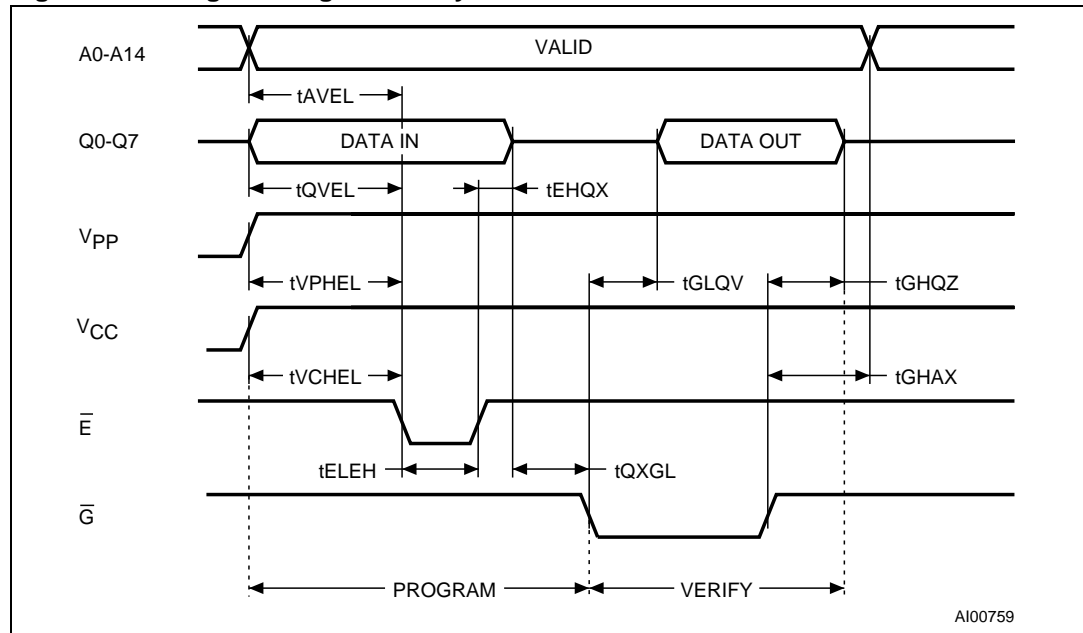 A0-A14
VALID
tAVEL
Q0-Q7
DATA IN
DATA OUT
tQVEL
tEHQX
VPP
tVPHEL
tGLQV
tGHQZ
VCC
tVCHEL
tGHAX
E̅
tELEH
tQXGL
G̅
PROGRAM
VERIFY
AI00759